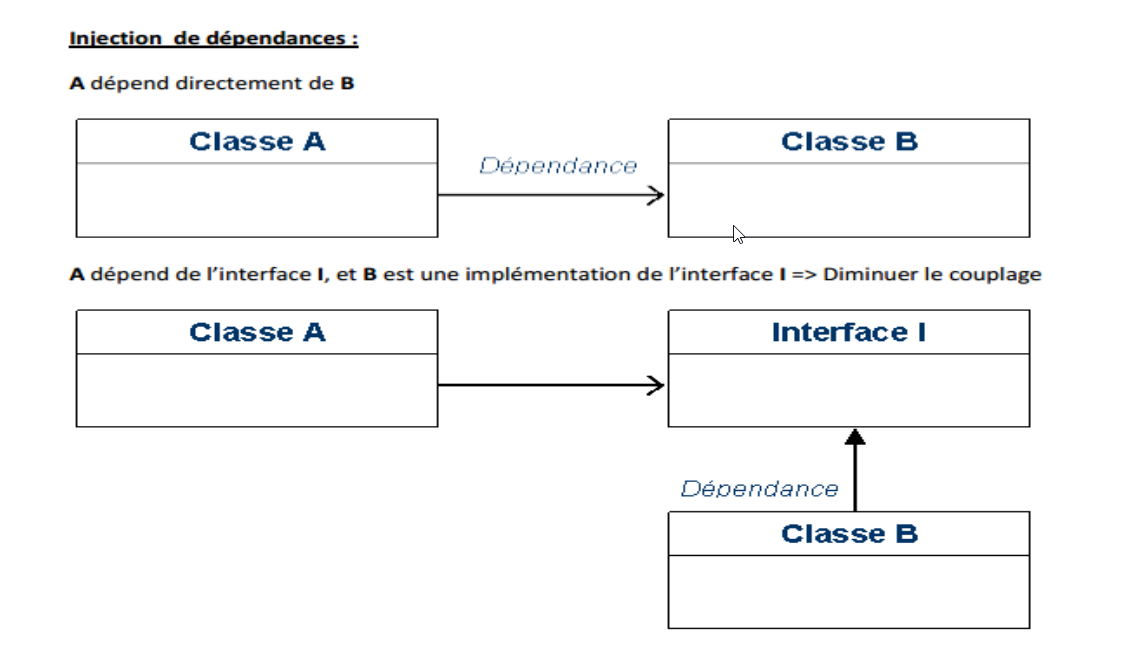 Injection de dépendances :
A dépend directement de B
Classe A
Classe B
Dépendance
A dépend de l’interface I, et B est une implémentation de l’interface I => Diminuer le couplage
Classe A
Interface I
Dépendance
Classe B